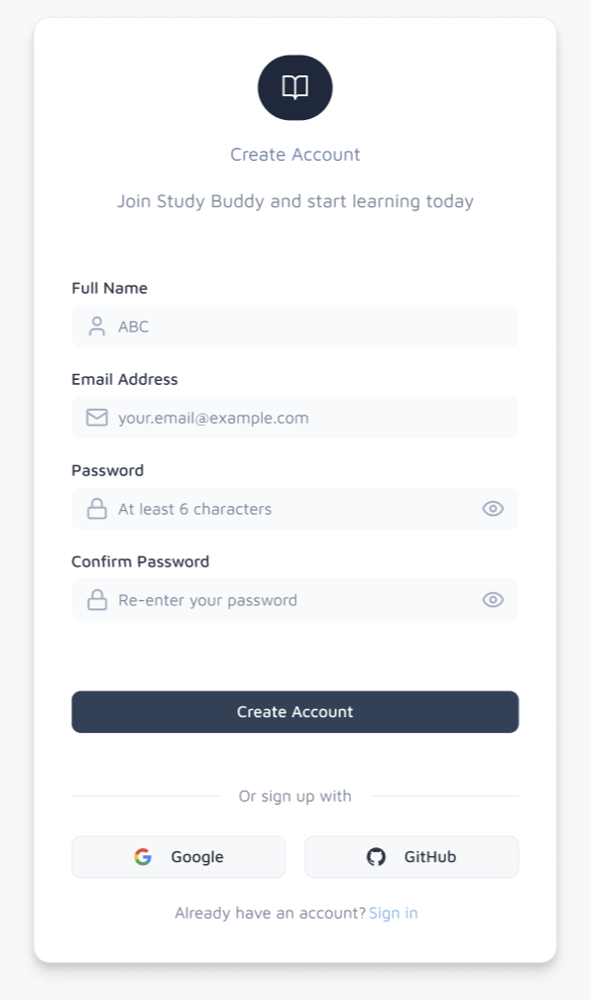 Create Account
Join Study Buddy and start learning today
Full Name
ABC
Email Address
your.email@example.com
Password
At least 6 characters
Confirm Password
Re-enter your password
Create Account
Or sign up with
Google
GitHub
Already have an account? Sign in